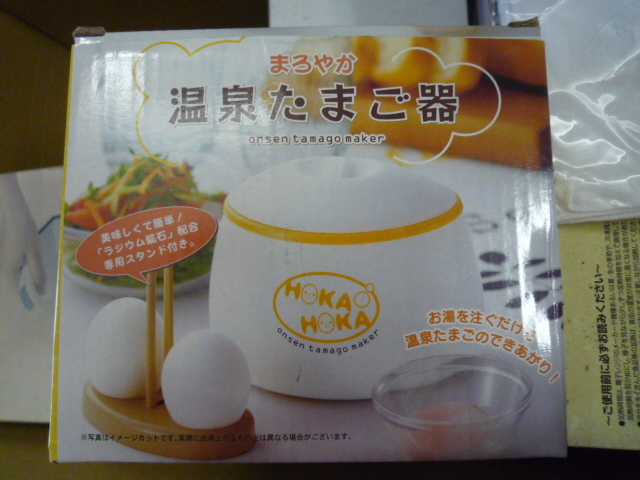 まろやか
温泉たまご器
onsen tamago maker
美味しくて簡単！
「ラジウム鉱石」配合
専用スタンド付き。
HOKA
HOKA
onsen tamago maker
お湯を注ぐだけ
温泉たまごのできあがり！
※写真はイメージカットです。実際に出来上がるものとは異なる場合がございます。
～ご使用前に必ずお読みください～